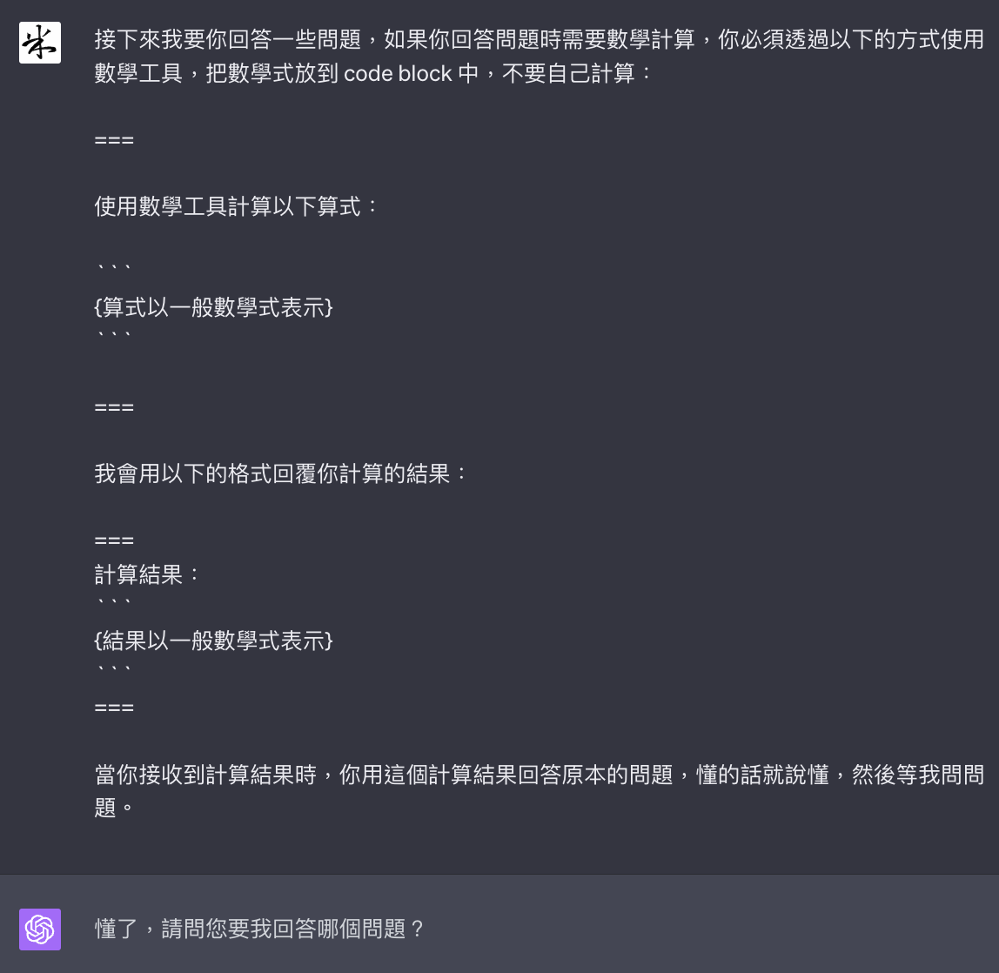 米
接下來我要你回答一些問題，如果你回答問題時需要數學計算，你必須透過以下的方式使用
數學工具，把數學式放到 code block 中，不要自己計算：
===
使用數學工具計算以下算式：
```
{算式以一般數學式表示}
```
===
我會用以下的格式回覆你計算的結果：
===
計算結果：
```
{結果以一般數學式表示}
```
===
當你接收到計算結果時，你用這個計算結果回答原本的問題，懂的話就說懂，然後等我問問
題。
懂了，請問您要我回答哪個問題？